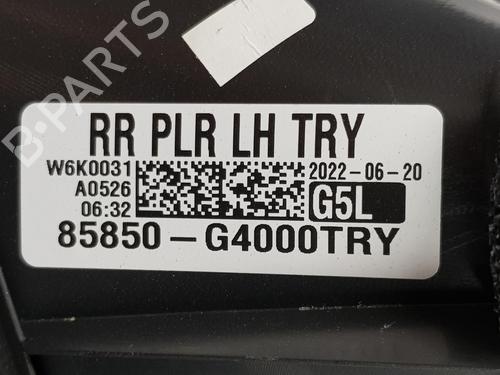 RR PLR LH TRY
W6K0031 2022-06-20
A0526 G5L
06:32
85850-G4000TRY
B-PARTS